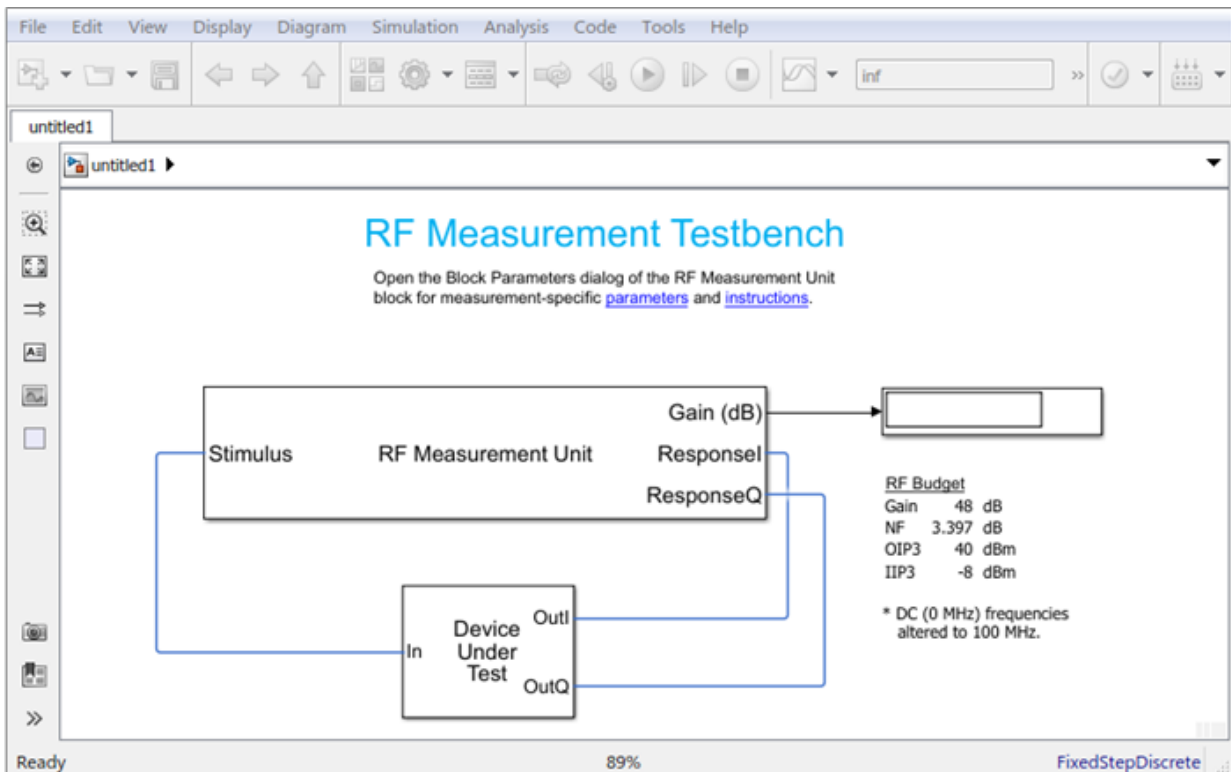 File Edit View Display Diagram Simulation Analysis Code Tools Help
inf
untitled1
untitled1
RF Measurement Testbench
Open the Block Parameters dialog of the RF Measurement Unit
block for measurement-specific parameters and instructions.
Gain (dB)
Stimulus RF Measurement Unit ResponseI
ResponseQ
RF Budget
Gain 48 dB
NF 3.397 dB
OIP3 40 dBm
IIP3 -8 dBm
* DC (0 MHz) frequencies
altered to 100 MHz.
OutI
Device
Under
Test
In
OutQ
Ready 89% FixedStepDiscrete